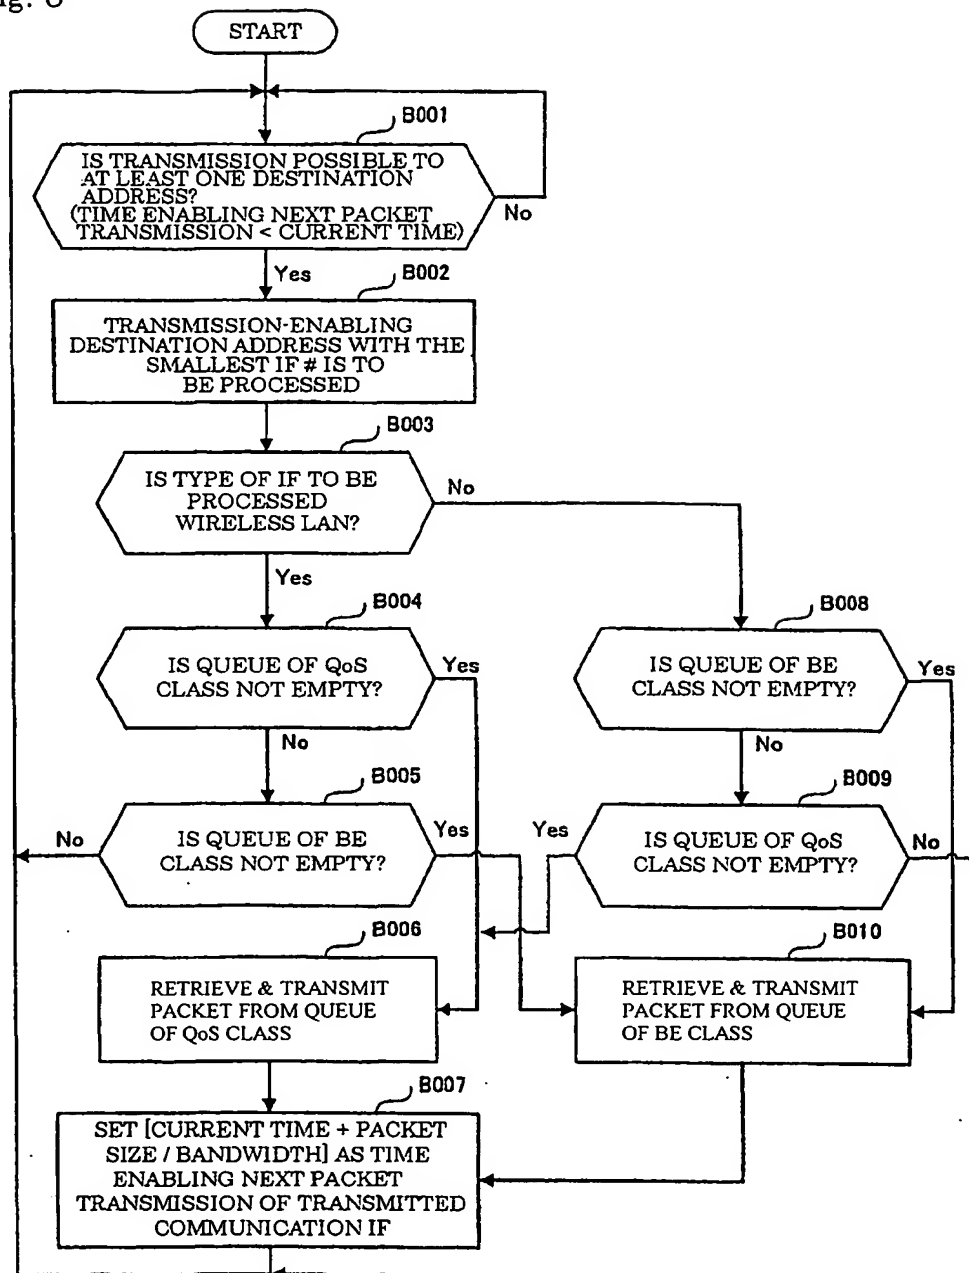 START
B001
IS TRANSMISSION POSSIBLE TO
AT LEAST ONE DESTINATION
ADDRESS?
(TIME ENABLING NEXT PACKET
TRANSMISSION < CURRENT TIME)
No
Yes
B002
TRANSMISSION-ENABLING
DESTINATION ADDRESS WITH THE
SMALLEST IF # IS TO
BE PROCESSED
B003
IS TYPE OF IF TO BE
PROCESSED
WIRELESS LAN?
No
Yes
B004
IS QUEUE OF QoS
CLASS NOT EMPTY?
Yes
No
B008
IS QUEUE OF BE
CLASS NOT EMPTY?
Yes
No
B005
No
IS QUEUE OF BE
CLASS NOT EMPTY?
Yes
B009
Yes
IS QUEUE OF QoS
CLASS NOT EMPTY?
No
B006
RETRIEVE & TRANSMIT
PACKET FROM QUEUE
OF QoS CLASS
B010
RETRIEVE & TRANSMIT
PACKET FROM QUEUE
OF BE CLASS
B007
SET [CURRENT TIME + PACKET
SIZE / BANDWIDTH] AS TIME
ENABLING NEXT PACKET
TRANSMISSION OF TRANSMITTED
COMMUNICATION IF